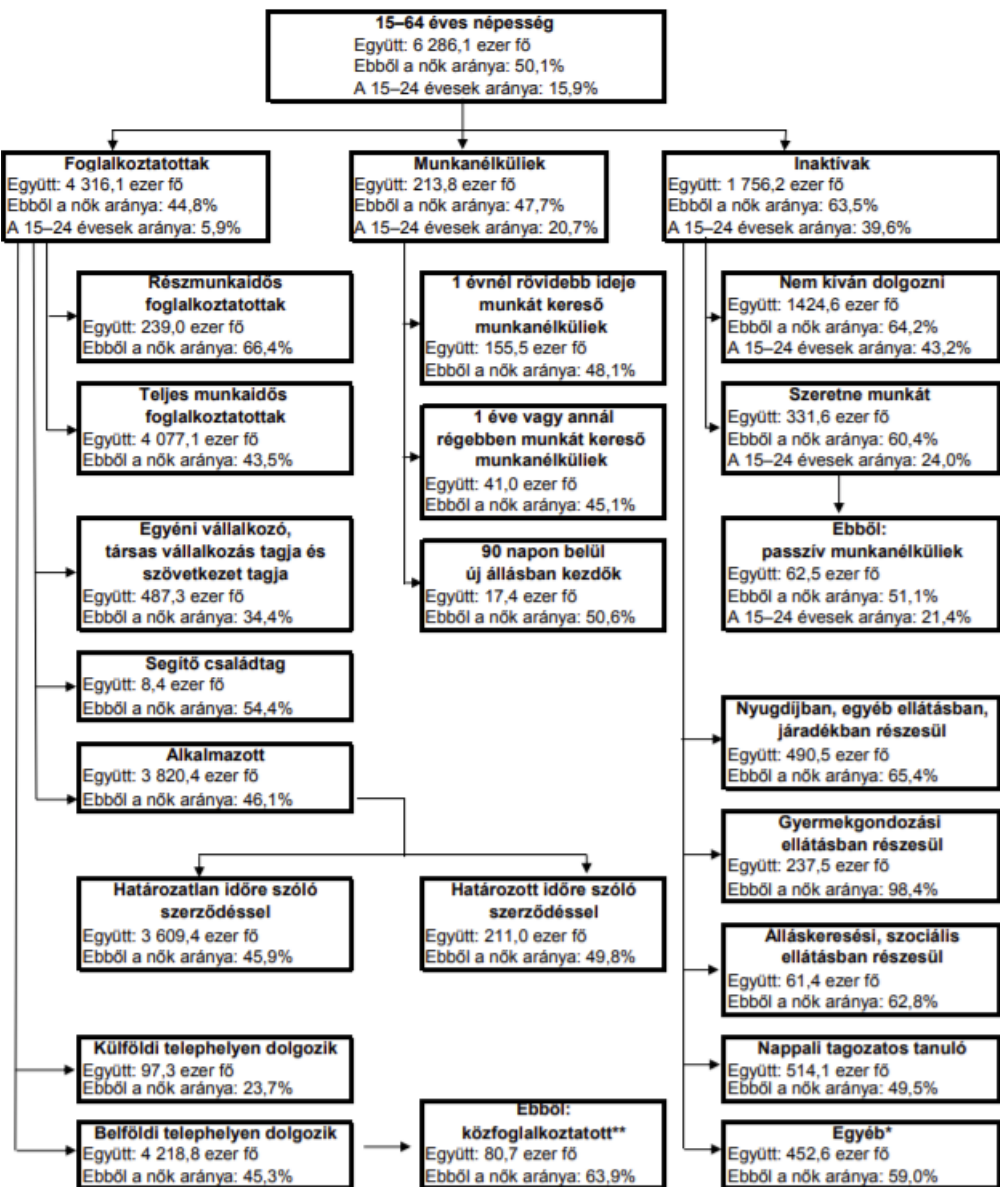 15–64 éves népesség
Együtt: 6 286,1 ezer fő
Ebből a nők aránya: 50,1%
A 15–24 évesek aránya: 15,9%
Foglalkoztatottak
Együtt: 4 316,1 ezer fő
Ebből a nők aránya: 44,8%
A 15–24 évesek aránya: 5,9%
Munkanélküliek
Együtt: 213,8 ezer fő
Ebből a nők aránya: 47,7%
A 15–24 évesek aránya: 20,7%
Inaktívak
Együtt: 1 756,2 ezer fő
Ebből a nők aránya: 63,5%
A 15–24 évesek aránya: 39,6%
Részmunkaidős
foglalkoztatottak
Együtt: 239,0 ezer fő
Ebből a nők aránya: 66,4%
Teljes munkaidős
foglalkoztatottak
Együtt: 4 077,1 ezer fő
Ebből a nők aránya: 43,5%
Egyéni vállalkozó,
társas vállalkozás tagja és
szövetkezet tagja
Együtt: 487,3 ezer fő
Ebből a nők aránya: 34,4%
Segítő családtag
Együtt: 8,4 ezer fő
Ebből a nők aránya: 54,4%
Alkalmazott
Együtt: 3 820,4 ezer fő
Ebből a nők aránya: 46,1%
Határozatlan időre szóló
szerződéssel
Együtt: 3 609,4 ezer fő
Ebből a nők aránya: 45,9%
Határozott időre szóló
szerződéssel
Együtt: 211,0 ezer fő
Ebből a nők aránya: 49,8%
Külföldi telephelyen dolgozik
Együtt: 97,3 ezer fő
Ebből a nők aránya: 23,7%
Belföldi telephelyen dolgozik
Együtt: 4 218,8 ezer fő
Ebből a nők aránya: 45,3%
Ebből:
közfoglalkoztatott**
Együtt: 80,7 ezer fő
Ebből a nők aránya: 63,9%
1 évnél rövidebb ideje
munkát kereső
munkanélküliek
Együtt: 155,5 ezer fő
Ebből a nők aránya: 48,1%
1 éve vagy annál
régebben munkát kereső
munkanélküliek
Együtt: 41,0 ezer fő
Ebből a nők aránya: 45,1%
90 napon belül
új állásban kezdők
Együtt: 17,4 ezer fő
Ebből a nők aránya: 50,6%
Nem kíván dolgozni
Együtt: 1424,6 ezer fő
Ebből a nők aránya: 64,2%
A 15–24 évesek aránya: 43,2%
Szeretne munkát
Együtt: 331,6 ezer fő
Ebből a nők aránya: 60,4%
A 15–24 évesek aránya: 24,0%
Ebből:
passzív munkanélküliek
Együtt: 62,5 ezer fő
Ebből a nők aránya: 51,1%
A 15–24 évesek aránya: 21,4%
Nyugdíjban, egyéb ellátásban,
járadékban részesül
Együtt: 490,5 ezer fő
Ebből a nők aránya: 65,4%
Gyermekgondozási
ellátásban részesül
Együtt: 237,5 ezer fő
Ebből a nők aránya: 98,4%
Álláskeresési, szociális
ellátásban részesül
Együtt: 61,4 ezer fő
Ebből a nők aránya: 62,8%
Nappali tagozatos tanuló
Együtt: 514,1 ezer fő
Ebből a nők aránya: 49,5%
Egyéb*
Együtt: 452,6 ezer fő
Ebből a nők aránya: 59,0%